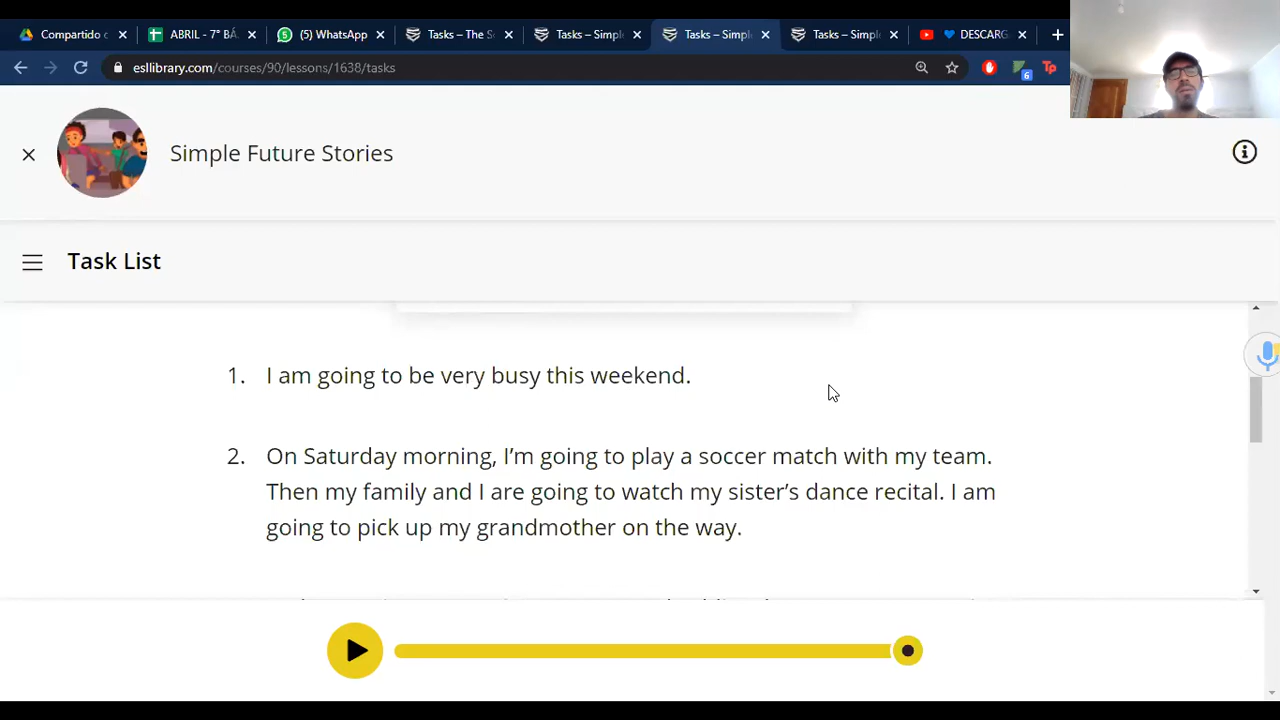 Compartido c
ABRIL - 7° BÁ
(5) WhatsApp
Tasks – The S
Tasks – Simpl
Tasks – Simpl
Tasks – Simpl
DESCARG
esllibrary.com/courses/90/lessons/1638/tasks
6
Tp
Simple Future Stories
Task List
1. I am going to be very busy this weekend.
2. On Saturday morning, I'm going to play a soccer match with my team.
Then my family and I are going to watch my sister's dance recital. I am
going to pick up my grandmother on the way.